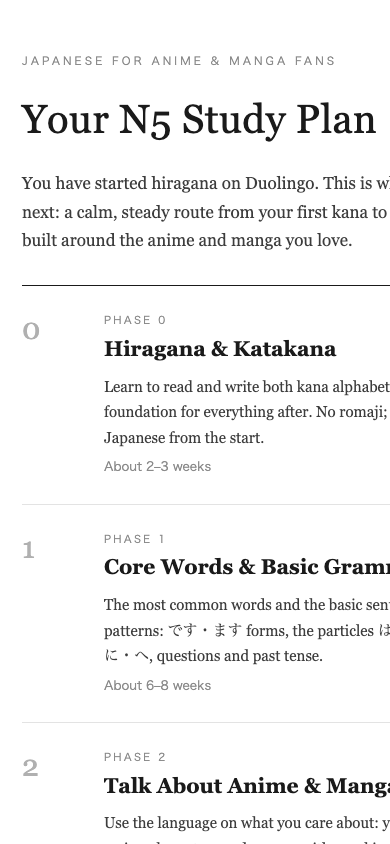 JAPANESE FOR ANIME & MANGA FANS
Your N5 Study Plan
You have started hiragana on Duolingo. This is
next: a calm, steady route from your first kana to
built around the anime and manga you love.
0
PHASE 0
Hiragana & Katakana
Learn to read and write both kana
foundation for everything after. No romaji;
Japanese from the start.
About 2–3 weeks
1
PHASE 1
Core Words & Basic
The most common words and the basic
patterns: です・ます forms, the particles は
に・へ, questions and past tense.
About 6–8 weeks
2
PHASE 2
Talk About Anime &
Use the language on what you care about: